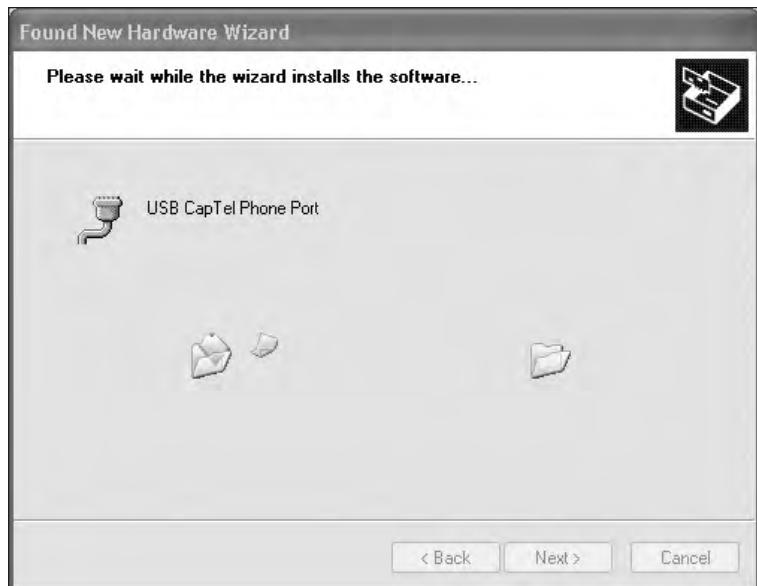 Found New Hardware Wizard
Please wait while the wizard installs the software...
USB CapTel Phone Port
< Back
Next >
Cancel